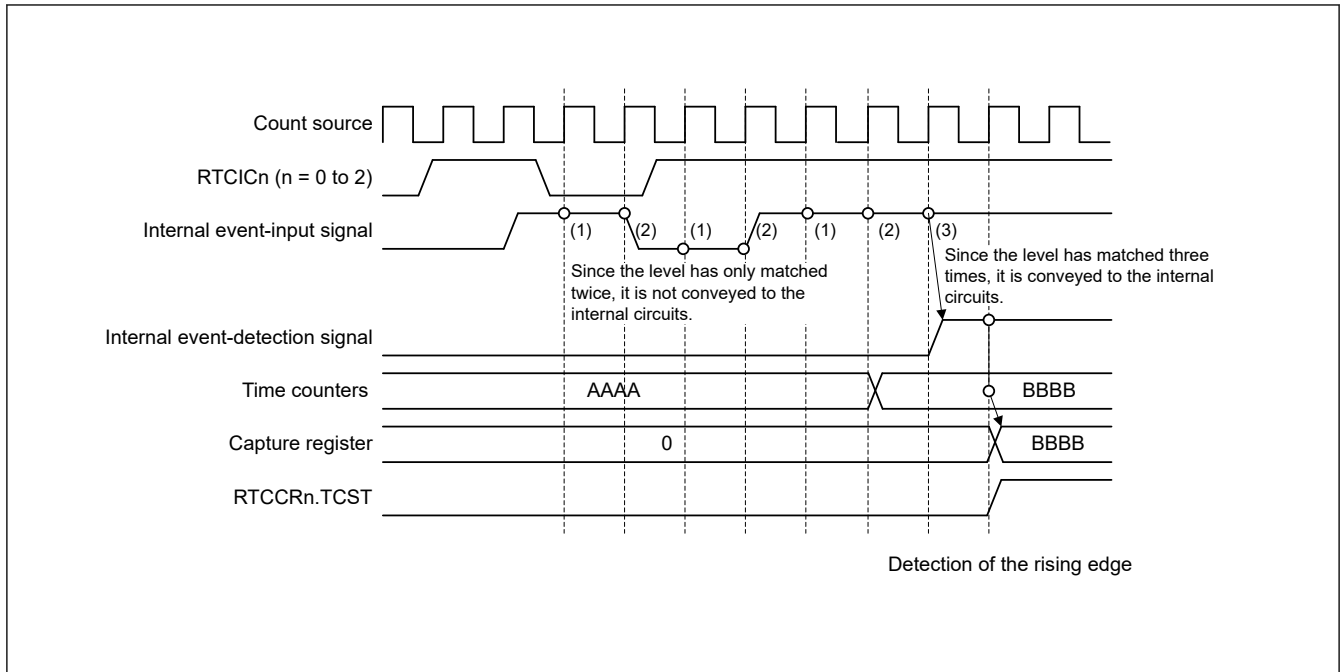 Count source
RTCICn (n = 0 to 2)
Internal event-input signal
(1)
(2)
(1)
(2)
(1)
(2)
(3)
Since the level has only matched
twice, it is not conveyed to the
internal circuits.
Since the level has matched three
times, it is conveyed to the internal
circuits.
Internal event-detection signal
Time counters
AAAA
BBBB
Capture register
0
BBBB
RTCCRn.TCST
Detection of the rising edge